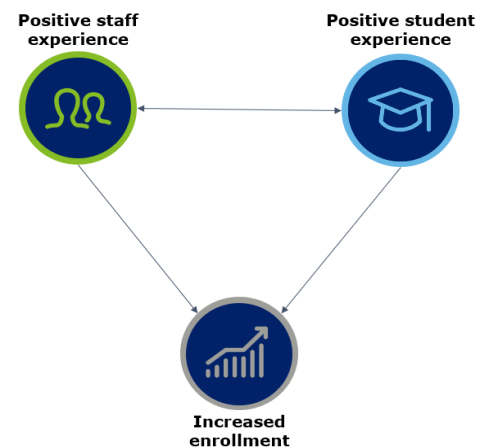 Positive staff
experience
Positive student
experience
Increased
enrollment